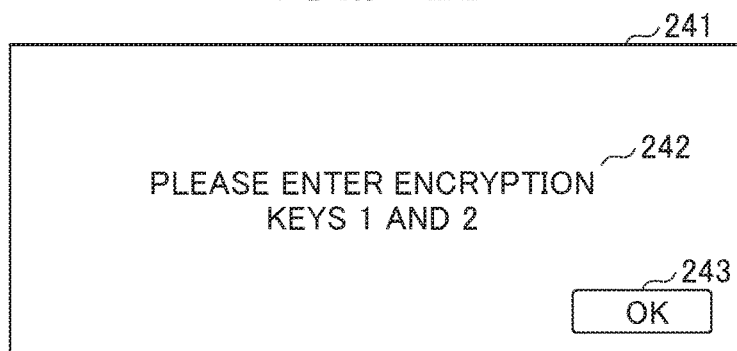 241
242
PLEASE ENTER ENCRYPTION
KEYS 1 AND 2
243
OK